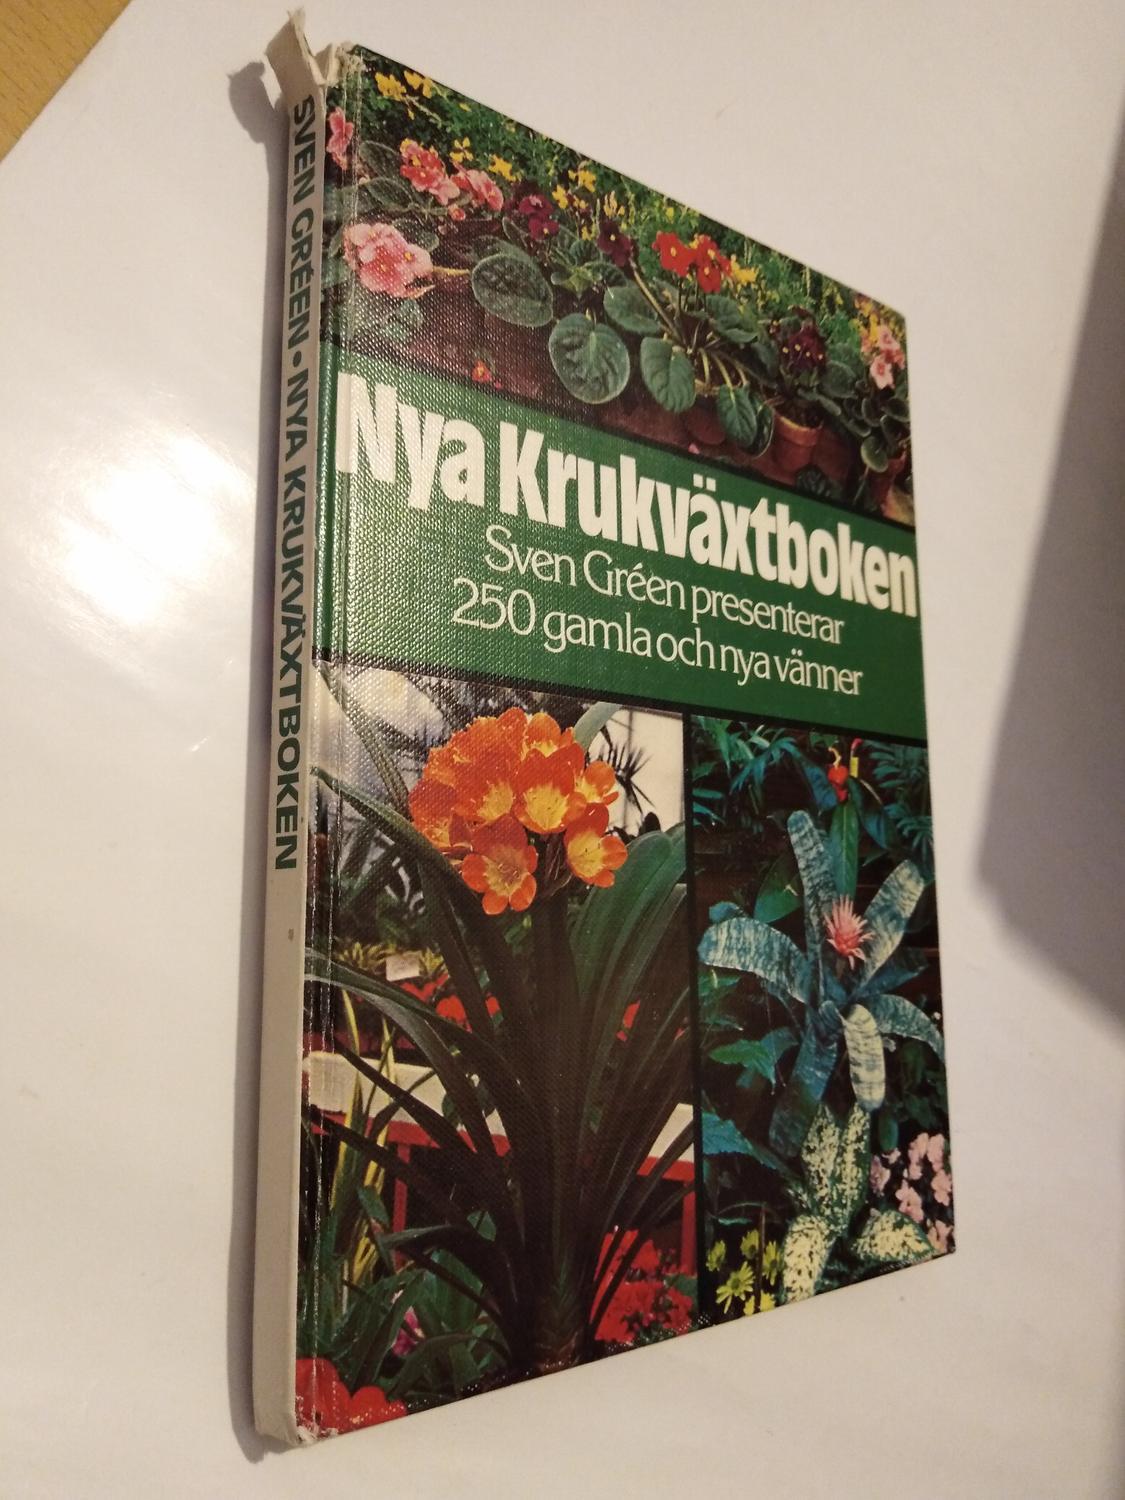 SVEN GRÉEN • NYA KRUKVÄXTBOKEN
Nya Krukväxtboken
Sven Gréen presenterar
250 gamla och nya vänner